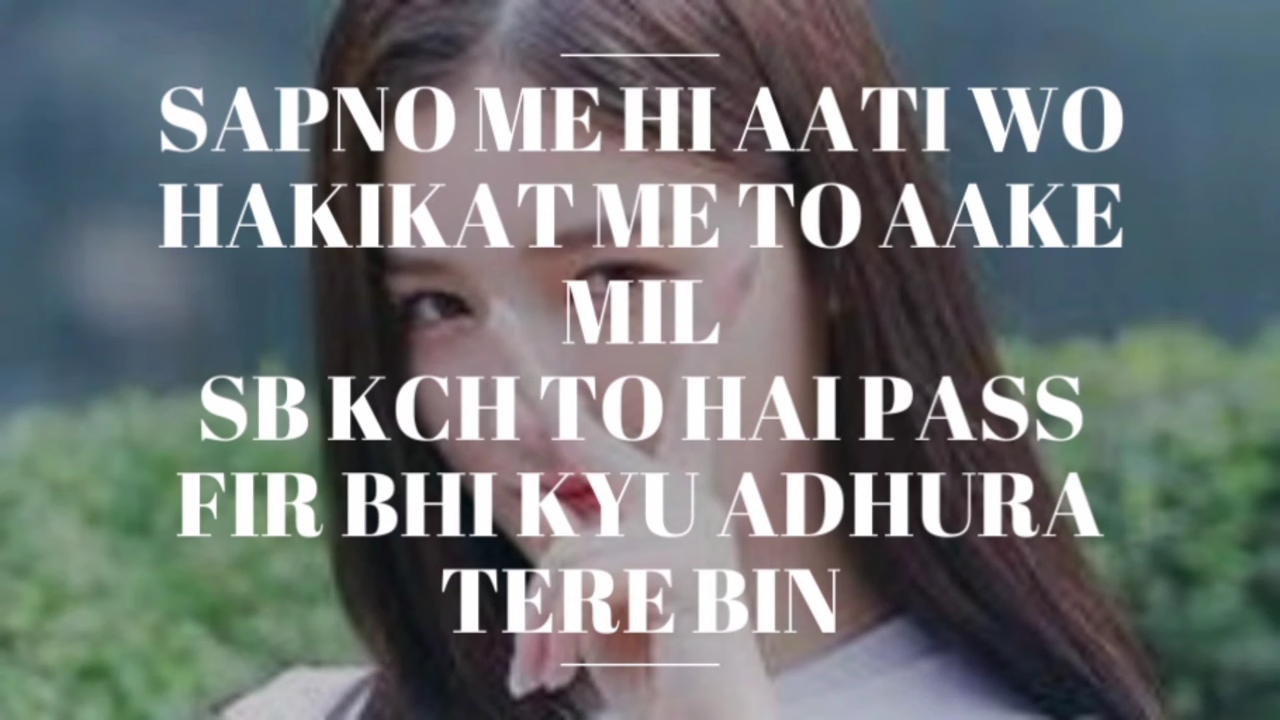 SAPNO ME HI AATI WO
HAKIKAT ME TO AAKE
MIL
SB KCH TO HAI PASS
FIR BHI KYU ADHURA
TERE BIN